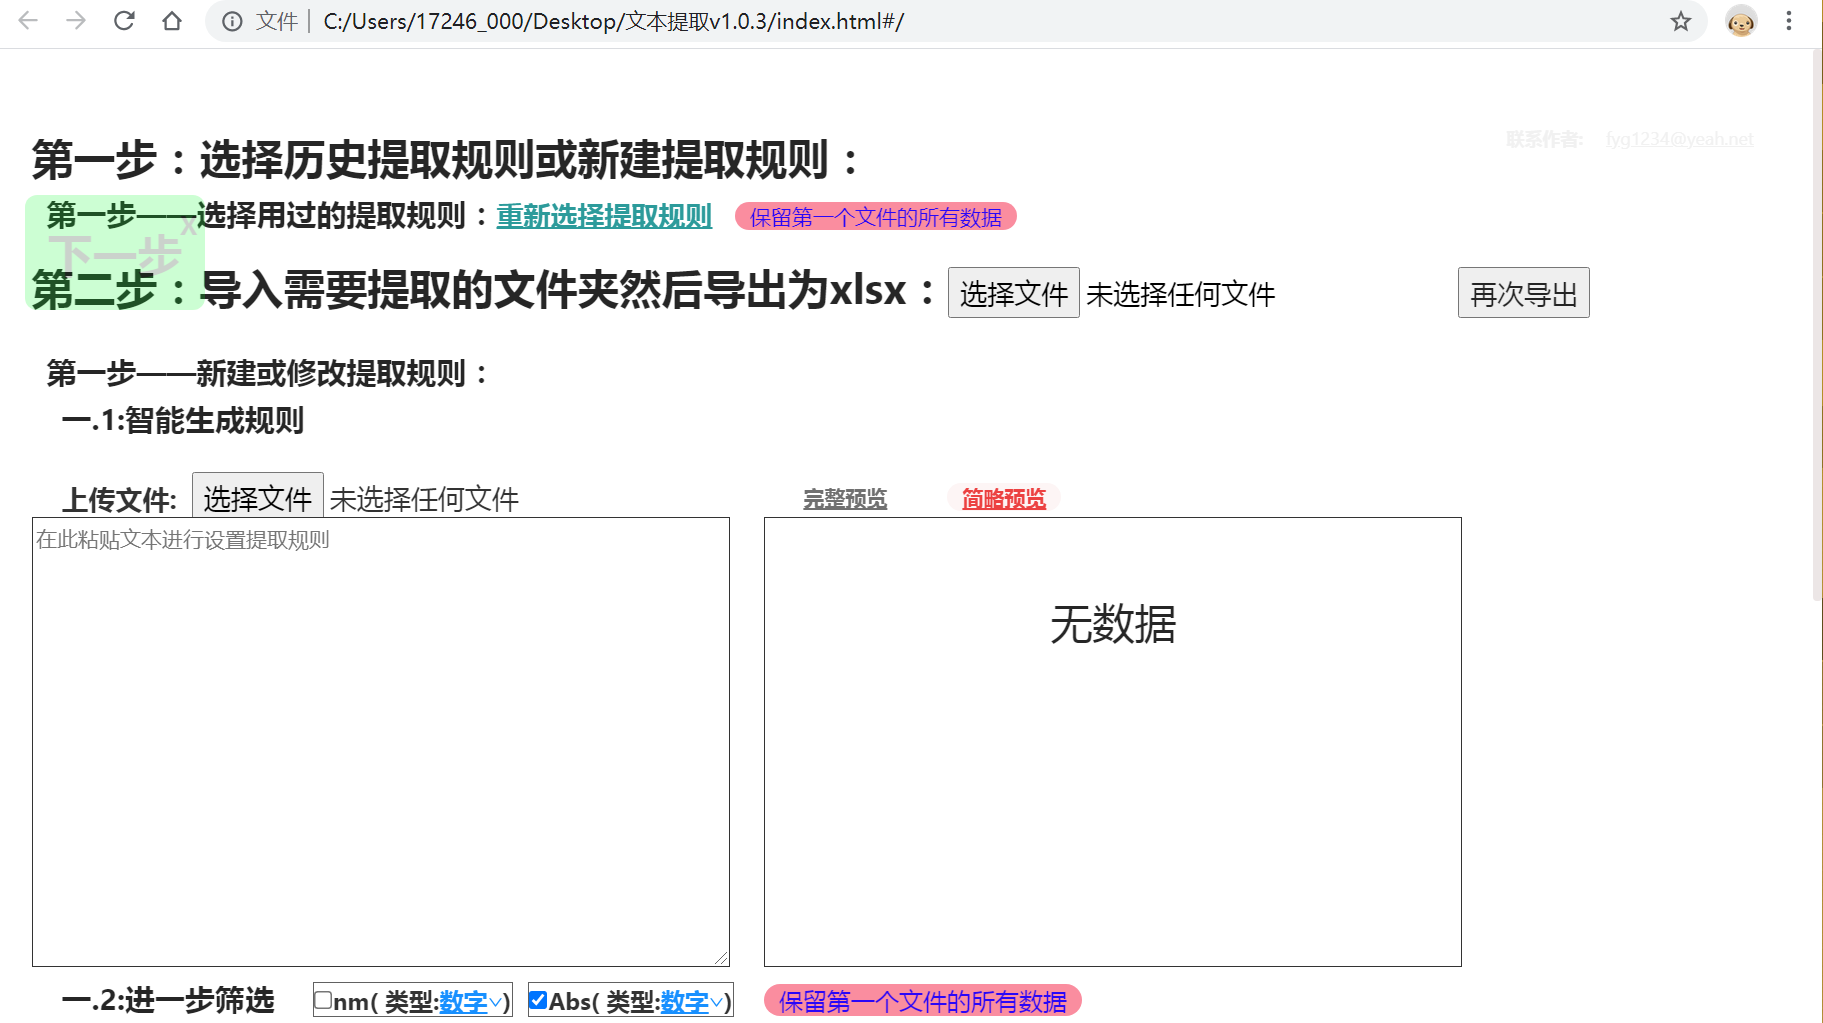 文件 C:/Users/17246_000/Desktop/文本提取v1.0.3/index.html#/
联系作者: fyg1234@yeah.net
第一步：选择历史提取规则或新建提取规则：
第一步——选择用过的提取规则：重新选择提取规则 保留第一个文件的所有数据
x
下一步
第二步：导入需要提取的文件夹然后导出为xlsx： 选择文件 未选择任何文件 再次导出
第一步——新建或修改提取规则：
一.1:智能生成规则
上传文件: 选择文件 未选择任何文件 完整预览 简略预览
在此粘贴文本进行设置提取规则
无数据
一.2:进一步筛选 nm( 类型:数字) Abs( 类型:数字) 保留第一个文件的所有数据